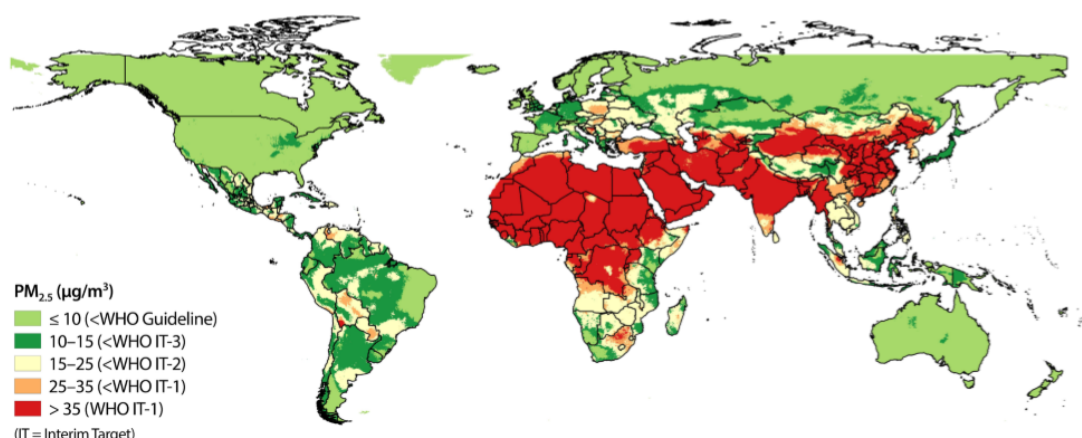 PM₂.₅ (µg/m³)
≤ 10 (<WHO Guideline)
10–15 (<WHO IT-3)
15–25 (<WHO IT-2)
25–35 (<WHO IT-1)
> 35 (WHO IT-1)
(IT = Interim Target)